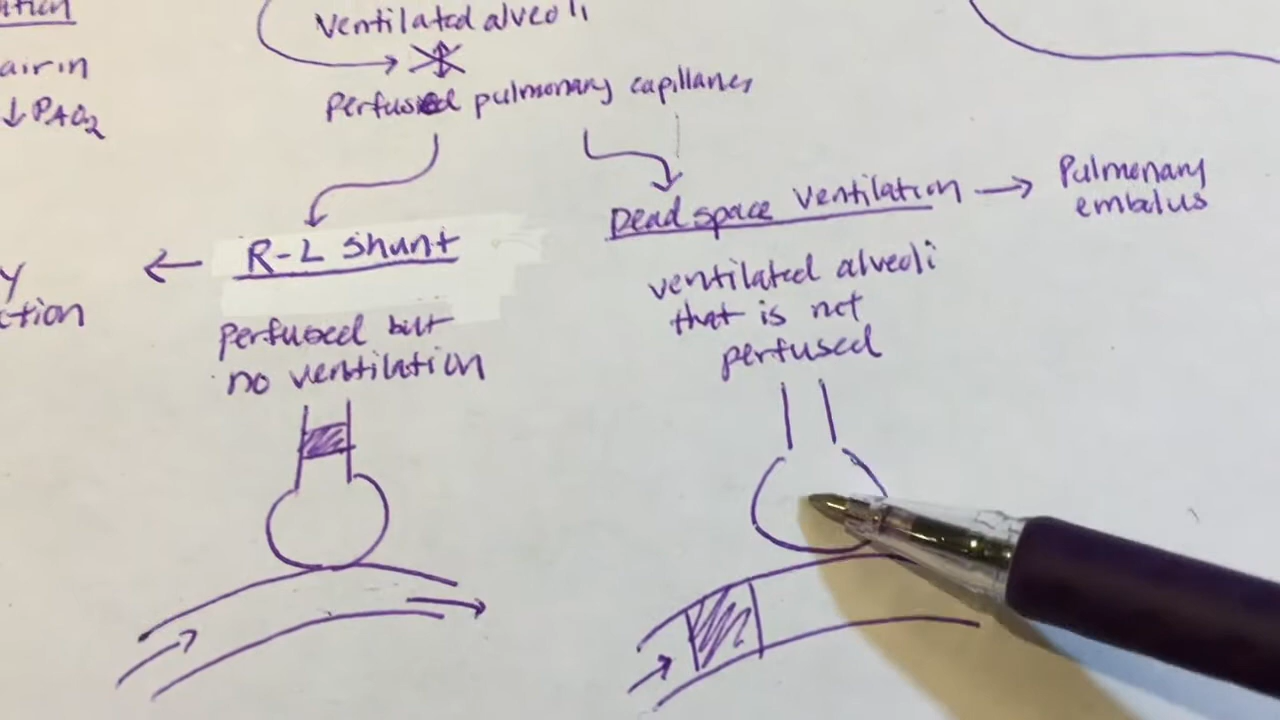 ventilated alveoli
airin
↓PAO2
Perfused pulmonary capillaries
Dead space ventilation → Pulmonary
embolus
← R-L shunt
ventilated alveoli
that is not
perfused
perfused but
no ventilation